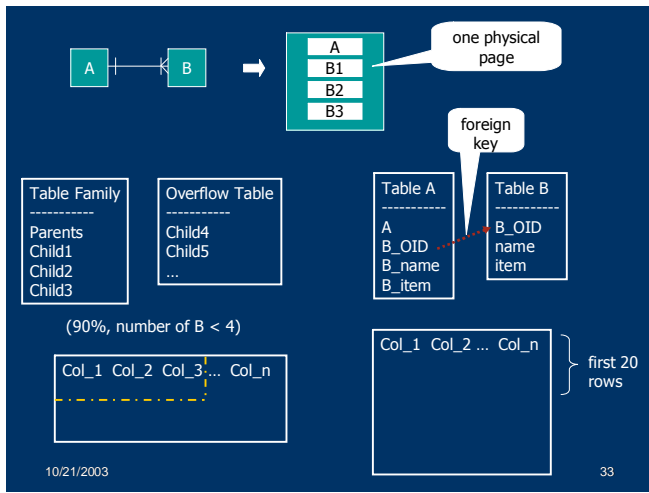 A
B
A
B1
B2
B3
one physical
page
foreign
key
Table Family
-----------
Parents
Child1
Child2
Child3
Overflow Table
-----------
Child4
Child5
...
(90%, number of B < 4)
Table A
-----------
A
B_OID
B_name
B_item
Table B
-----------
B_OID
name
item
Col_1 Col_2 Col_3 ... Col_n
Col_1 Col_2 ... Col_n
first 20
rows
10/21/2003
33